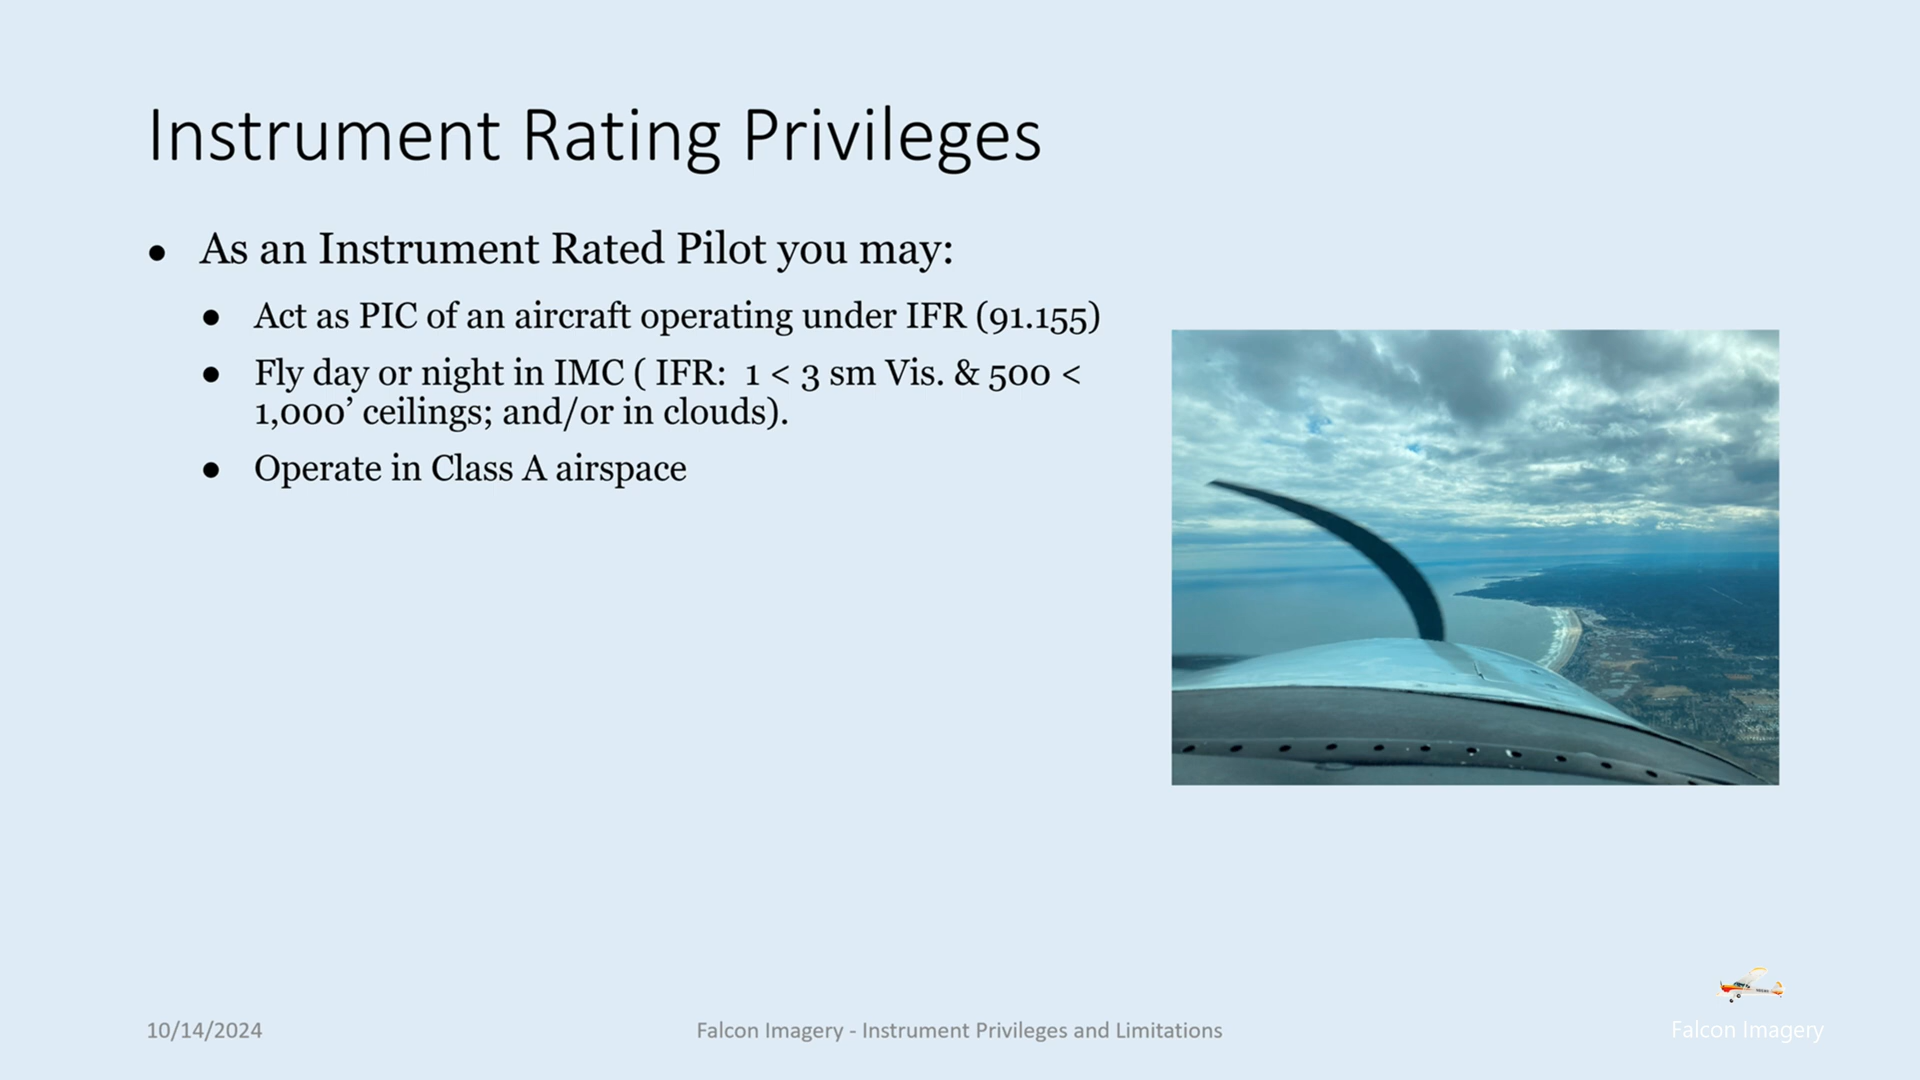 Instrument Rating Privileges
● As an Instrument Rated Pilot you may:
● Act as PIC of an aircraft operating under IFR (91.155)
● Fly day or night in IMC ( IFR:  1 < 3 sm Vis. & 500 <
1,000’ ceilings; and/or in clouds).
● Operate in Class A airspace
10/14/2024
Falcon Imagery - Instrument Privileges and Limitations
Falcon Imagery